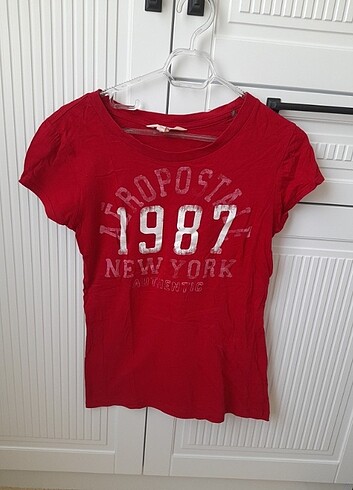 AEROPOSTALE
1987
NEW YORK
AUTHENTIC